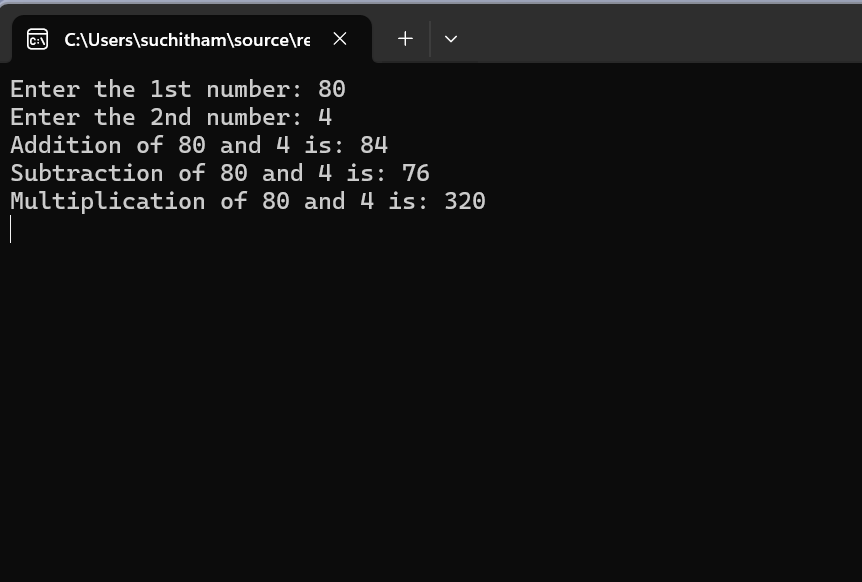 C:\Users\suchitham\source\re
Enter the 1st number: 80
Enter the 2nd number: 4
Addition of 80 and 4 is: 84
Subtraction of 80 and 4 is: 76
Multiplication of 80 and 4 is: 320